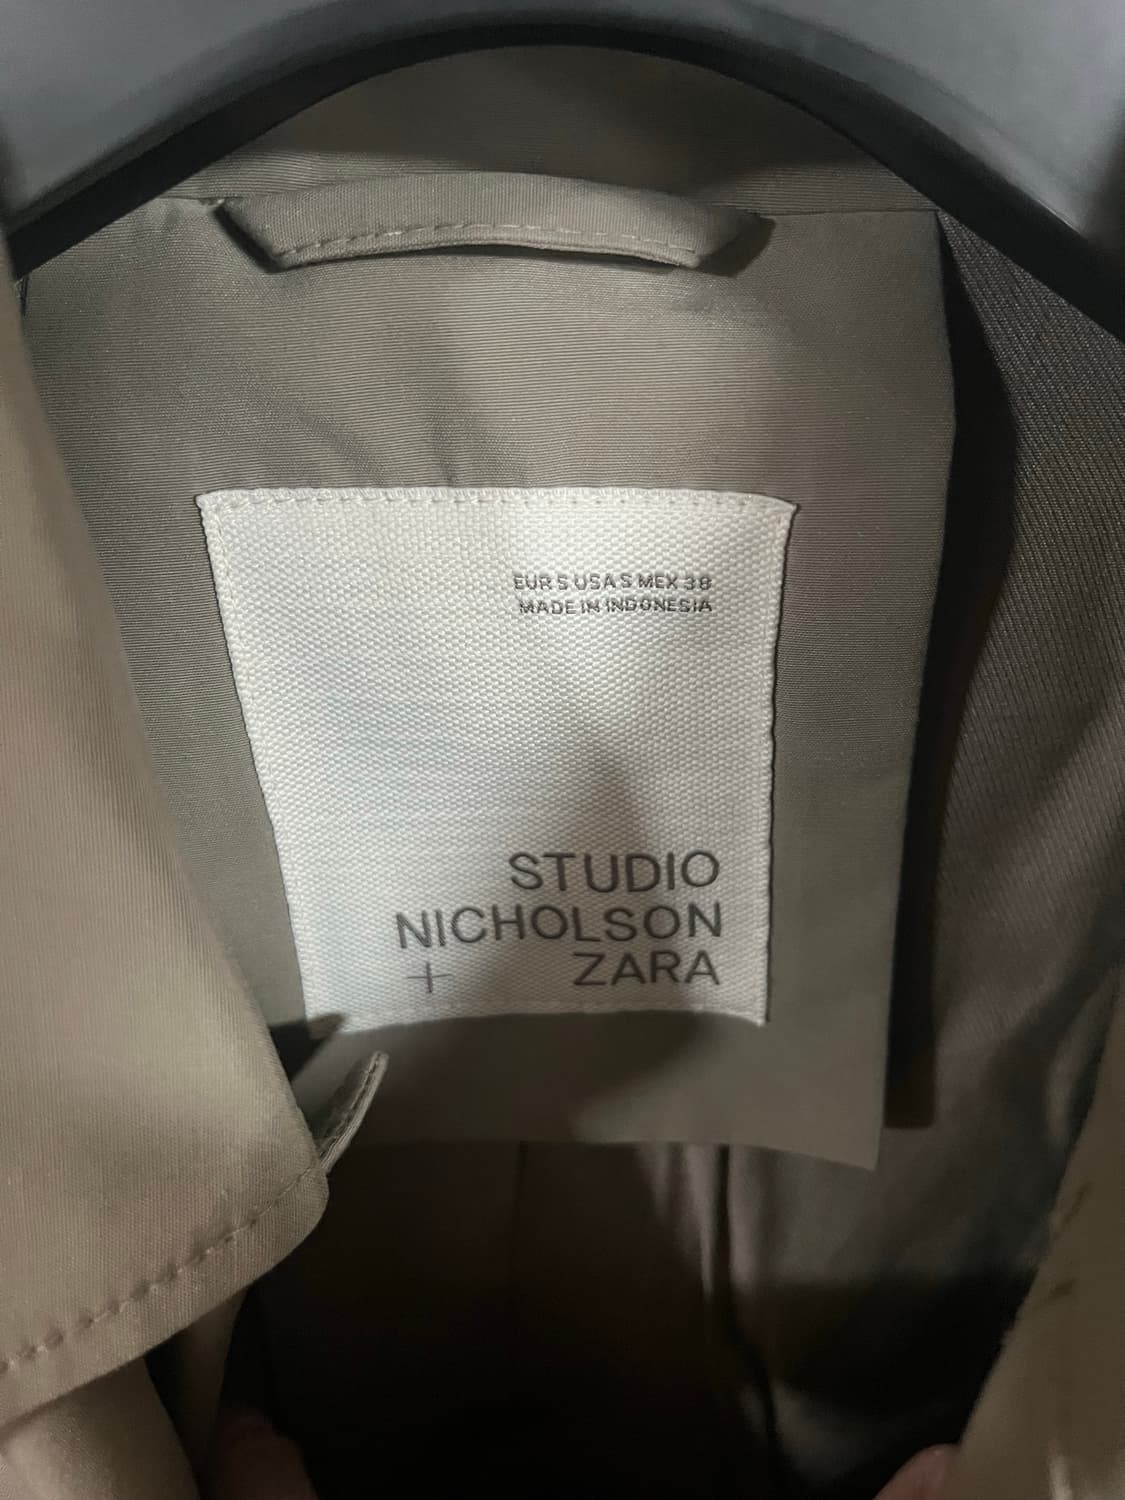 EUR S USA S MEX 38
MADE IN INDONESIA
STUDIO
NICHOLSON
+ ZARA